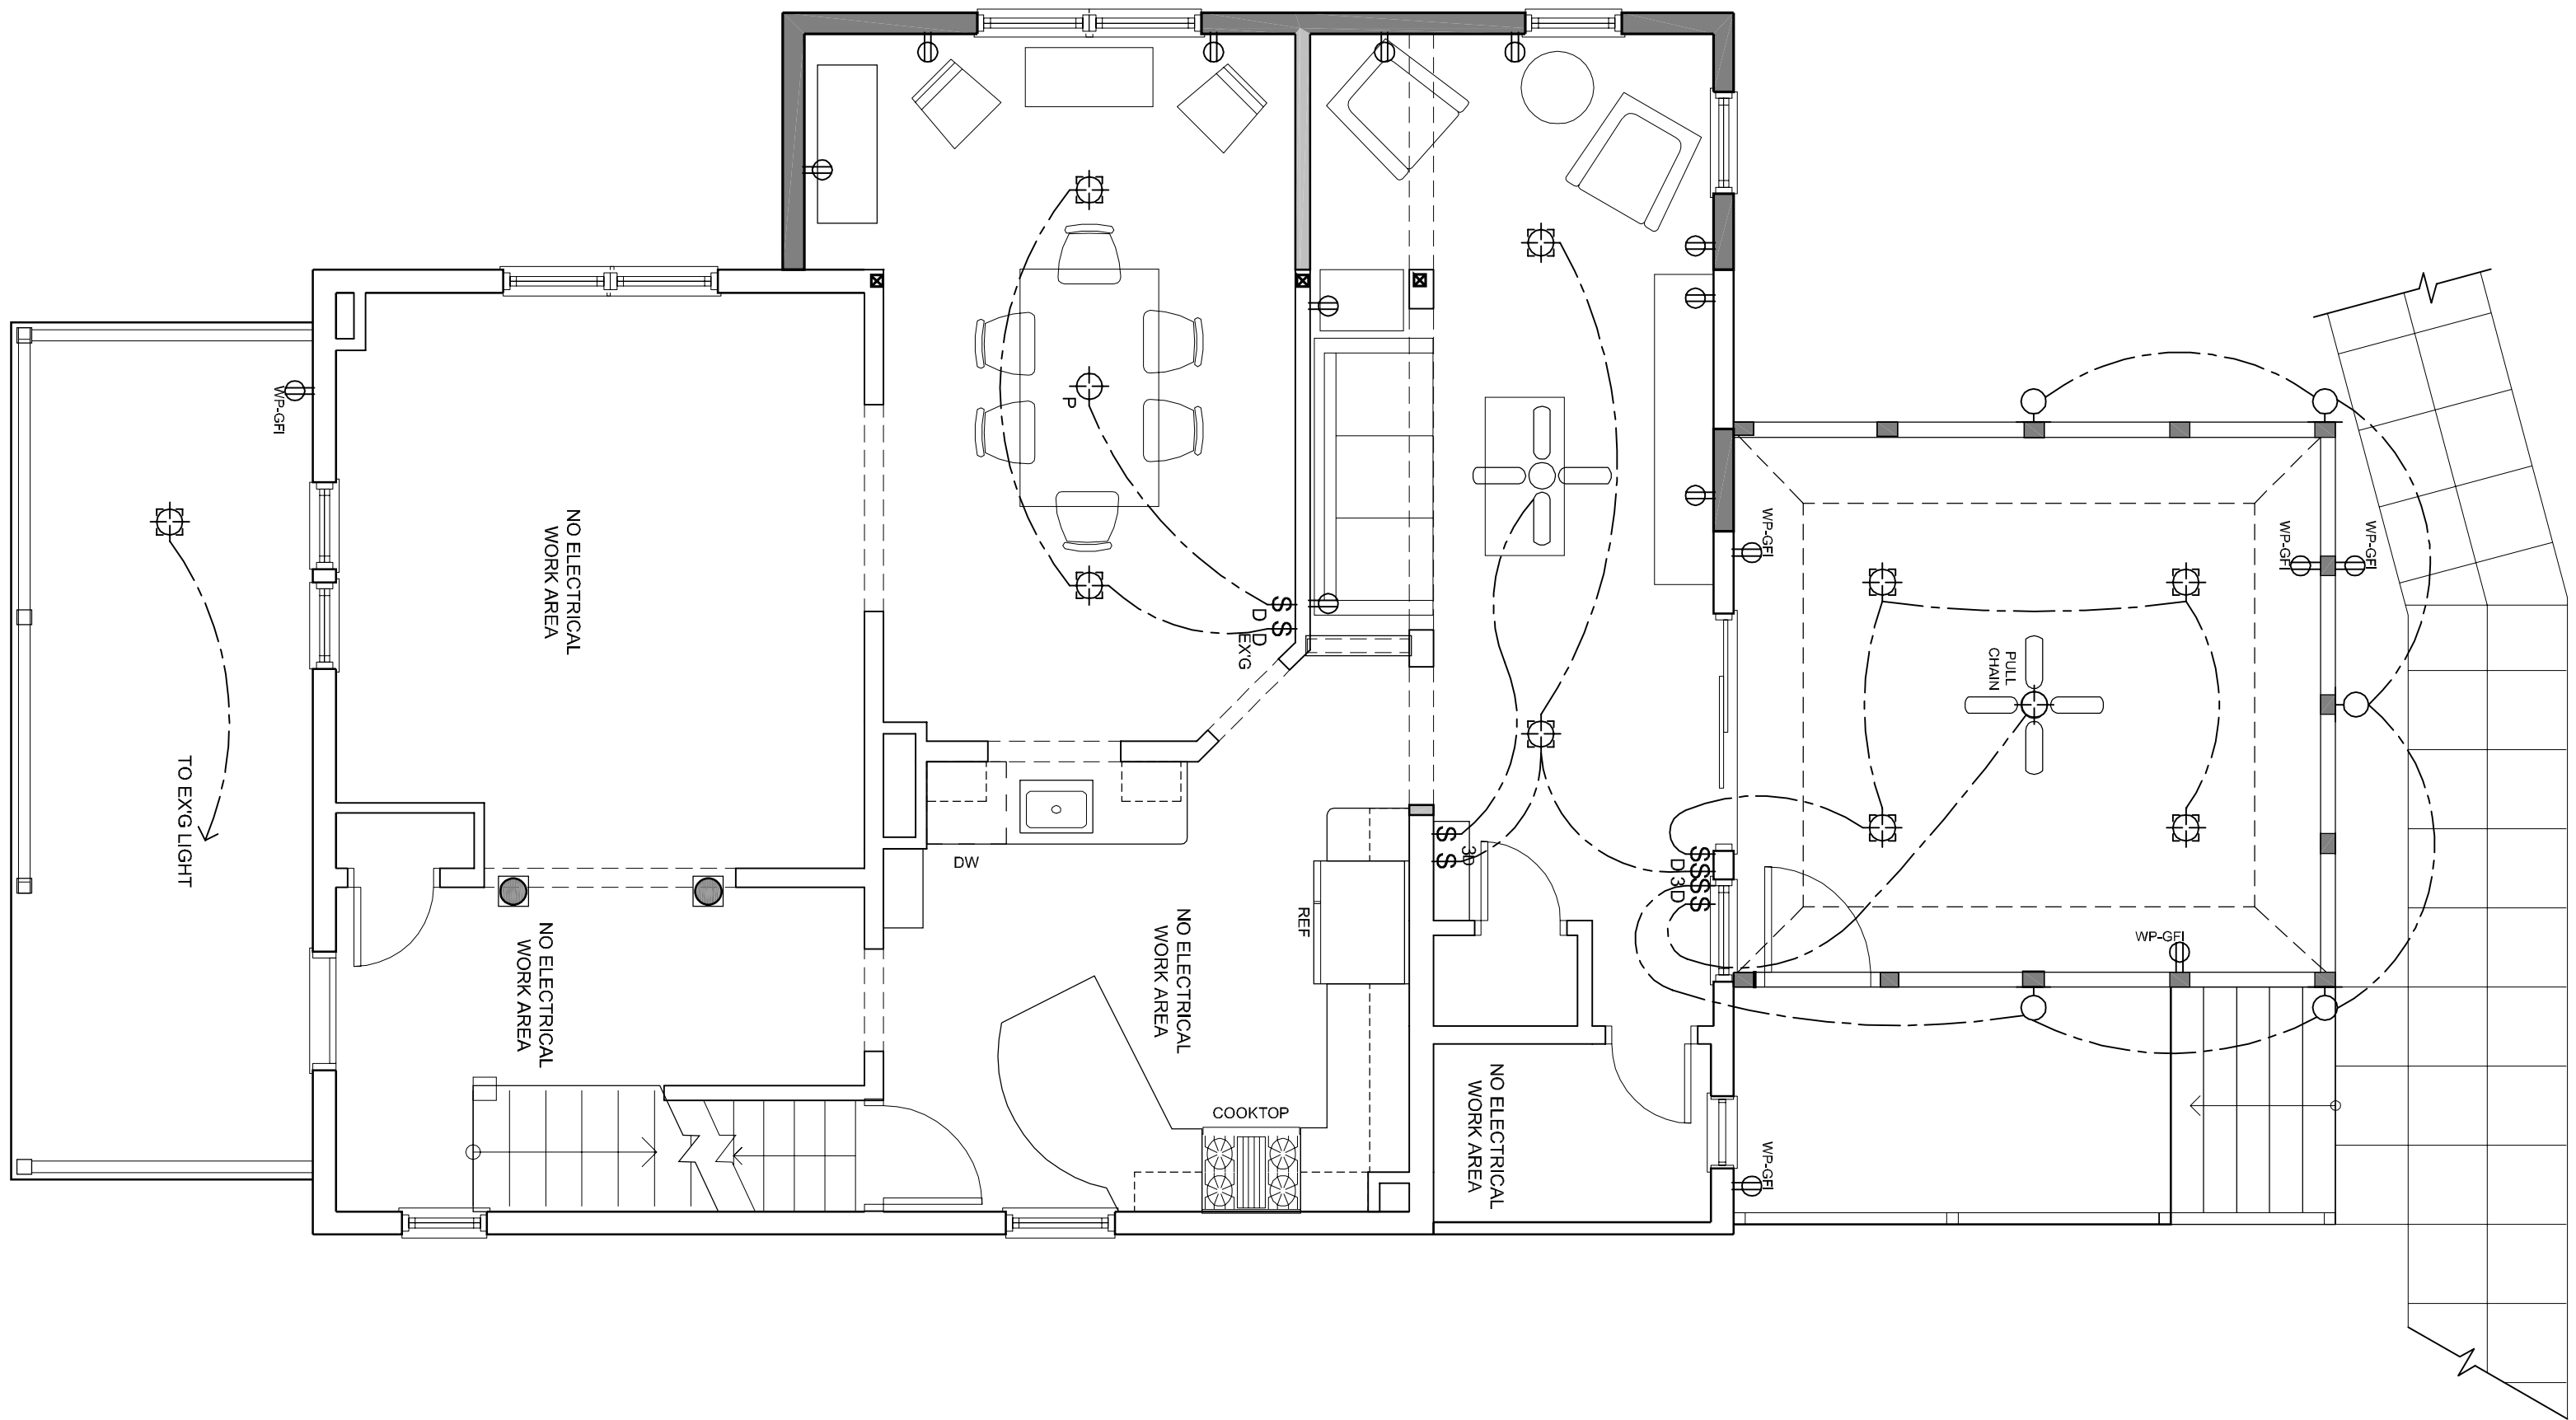 WP-GFI
TO EX'G LIGHT
NO ELECTRICAL
WORK AREA
NO ELECTRICAL
WORK AREA
P
S
D
S
D
EX'G
DW
NO ELECTRICAL
WORK AREA
REF
COOKTOP
S
S
3D
NO ELECTRICAL
WORK AREA
SSSS
D 3 D
WP-GFI
PULL
CHAIN
WP-GFI
WP-GFI
WP-GFI
WP-GFI